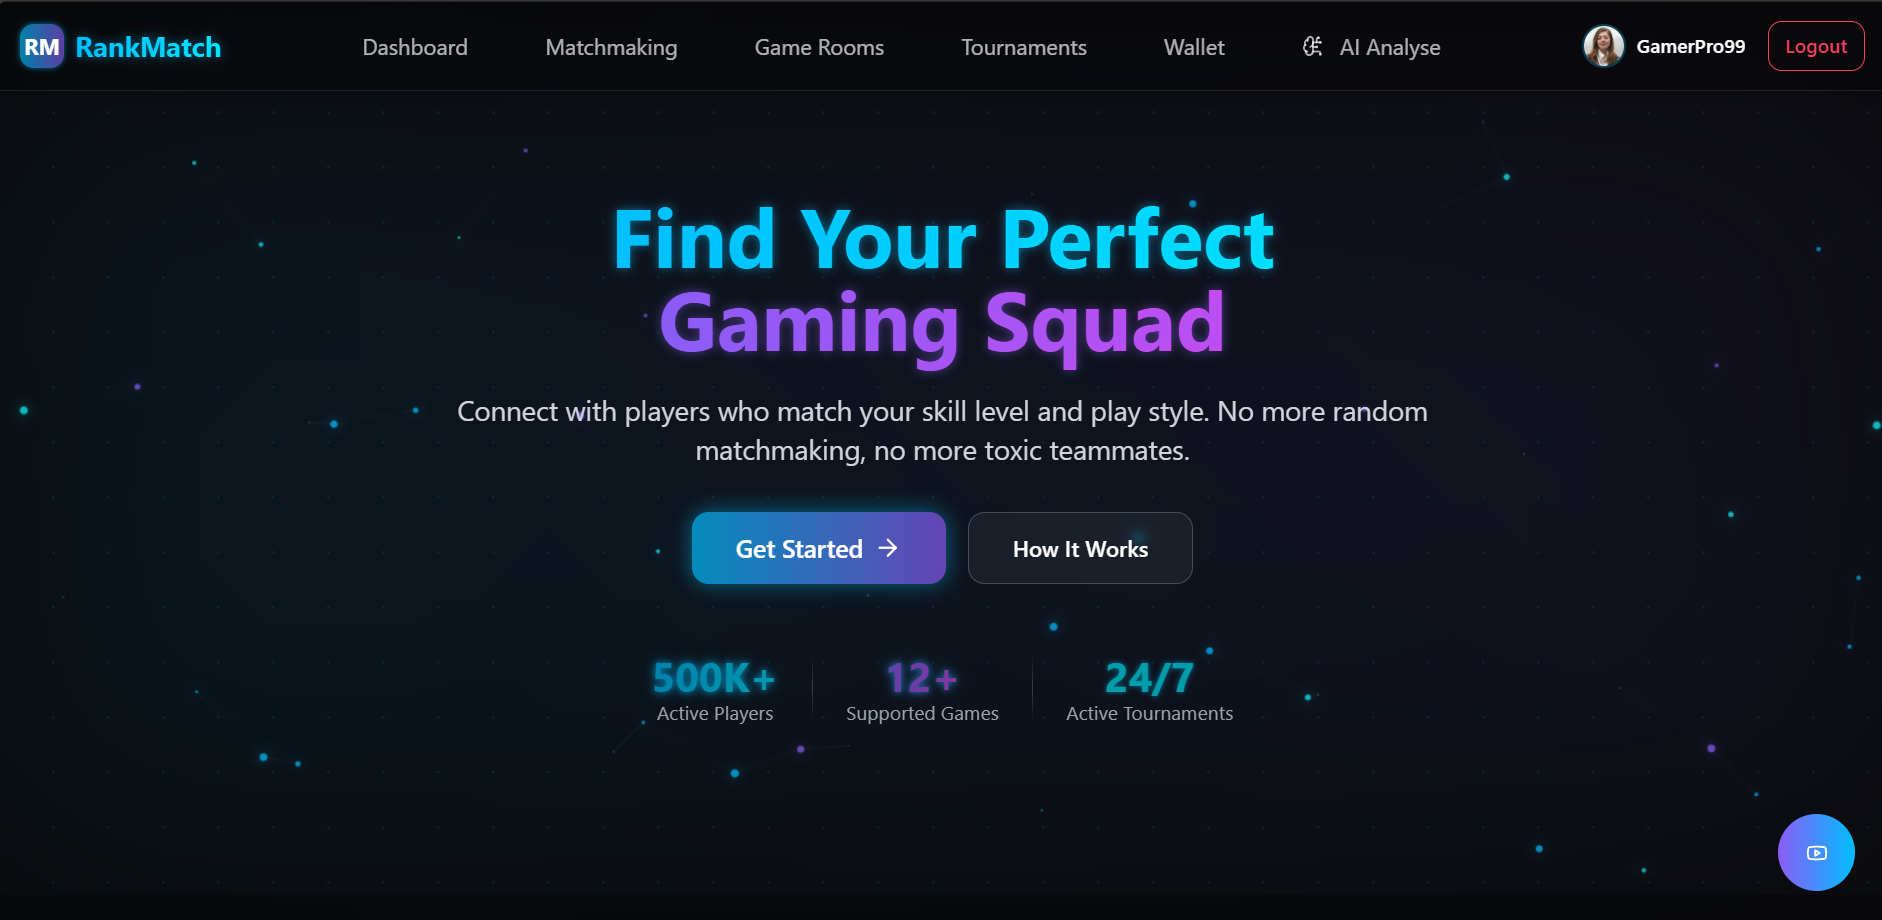 RM RankMatch
Dashboard
Matchmaking
Game Rooms
Tournaments
Wallet
AI Analyse
GamerPro99
Logout
Find Your Perfect
Gaming Squad
Connect with players who match your skill level and play style. No more random
matchmaking, no more toxic teammates.
Get Started
How It Works
500K+
Active Players
12+
Supported Games
24/7
Active Tournaments